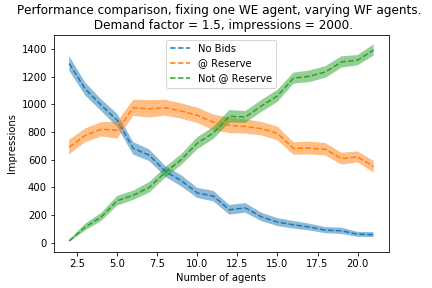 Performance comparison, fixing one WE agent, varying WF agents.
Demand factor = 1.5, impressions = 2000.
No Bids
@ Reserve
Not @ Reserve
Impressions
1400
1200
1000
800
600
400
200
0
2.5 5.0 7.5 10.0 12.5 15.0 17.5 20.0
Number of agents